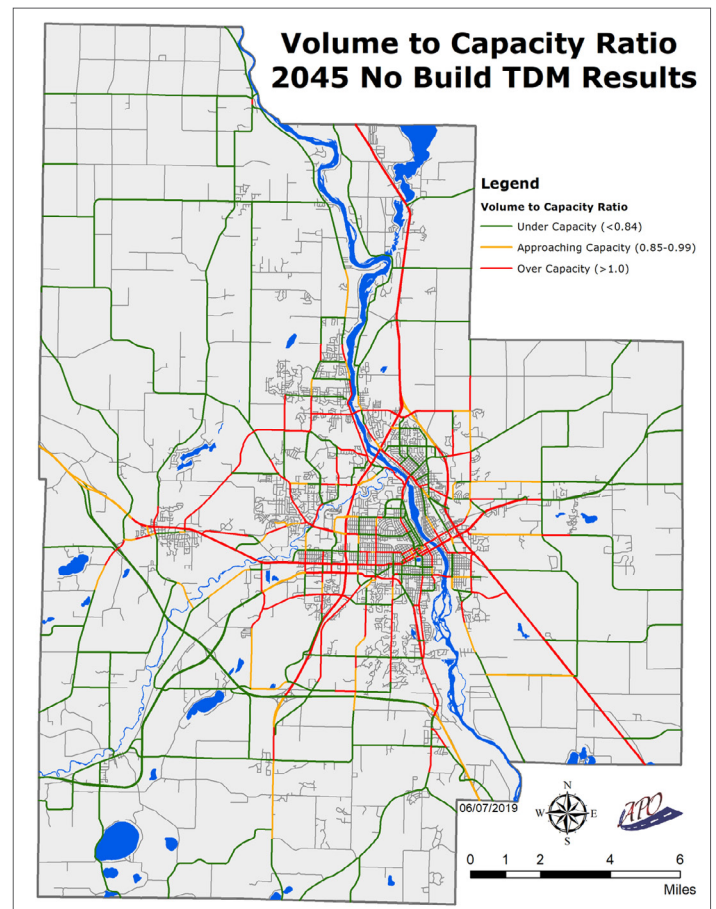 Volume to Capacity Ratio
2045 No Build TDM Results
Legend
Volume to Capacity Ratio
Under Capacity (<0.84)
Approaching Capacity (0.85-0.99)
Over Capacity (>1.0)
06/07/2019
N
W E
S
APO
0 1 2 4 6
Miles